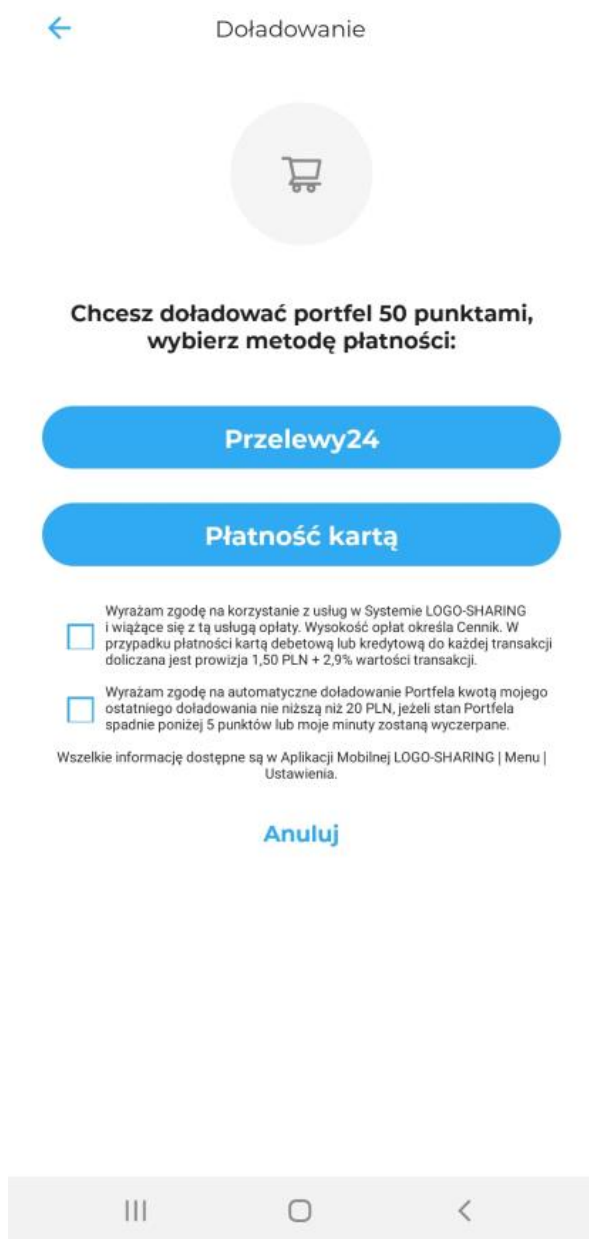 Doładowanie
Chcesz doładować portfel 50 punktami,
wybierz metodę płatności:
Przelewy24
Płatność kartą
Wyrażam zgodę na korzystanie z usług w Systemie LOGO-SHARING
i wiążące się z tą usługą opłaty. Wysokość opłat określa Cennik. W
przypadku płatności kartą debetową lub kredytową do każdej transakcji
doliczana jest prowizja 1,50 PLN + 2,9% wartości transakcji.
Wyrażam zgodę na automatyczne doładowanie Portfela kwotą mojego
ostatniego doładowania nie niższą niż 20 PLN, jeżeli stan Portfela
spadnie poniżej 5 punktów lub moje minuty zostaną wyczerpane.
Wszelkie informację dostępne są w Aplikacji Mobilnej LOGO-SHARING | Menu |
Ustawienia.
Anuluj